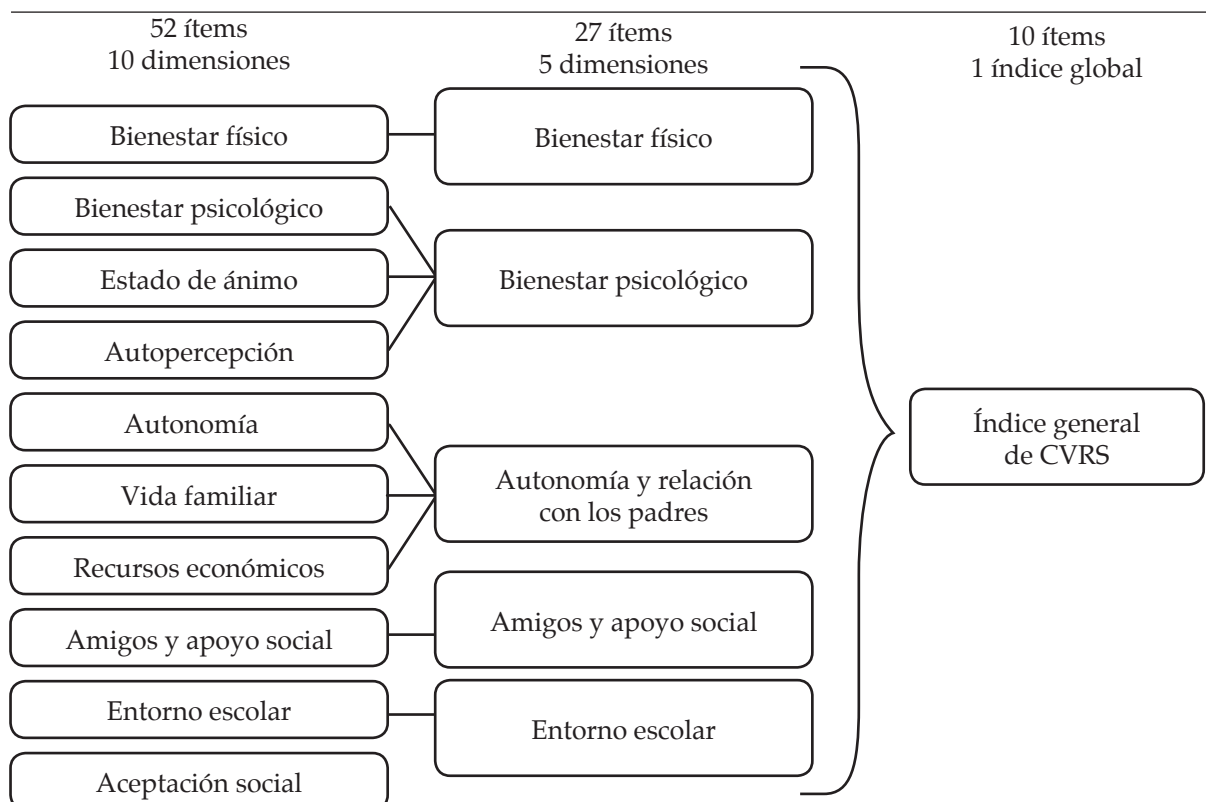 52 ítems
10 dimensiones
27 ítems
5 dimensiones
10 ítems
1 índice global
Bienestar físico
Bienestar psicológico
Estado de ánimo
Autopercepción
Autonomía
Vida familiar
Recursos económicos
Amigos y apoyo social
Entorno escolar
Aceptación social
Bienestar físico
Bienestar psicológico
Autonomía y relación
con los padres
Amigos y apoyo social
Entorno escolar
Índice general
de CVRS